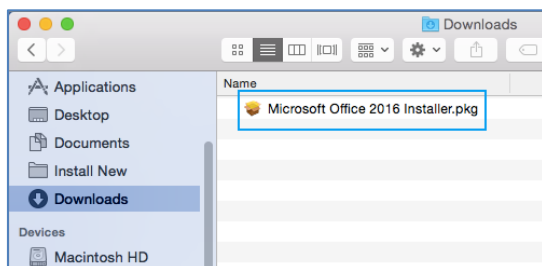 Downloads
Applications
Desktop
Documents
Install New
Downloads
Devices
Macintosh HD
Name
Microsoft Office 2016 Installer.pkg